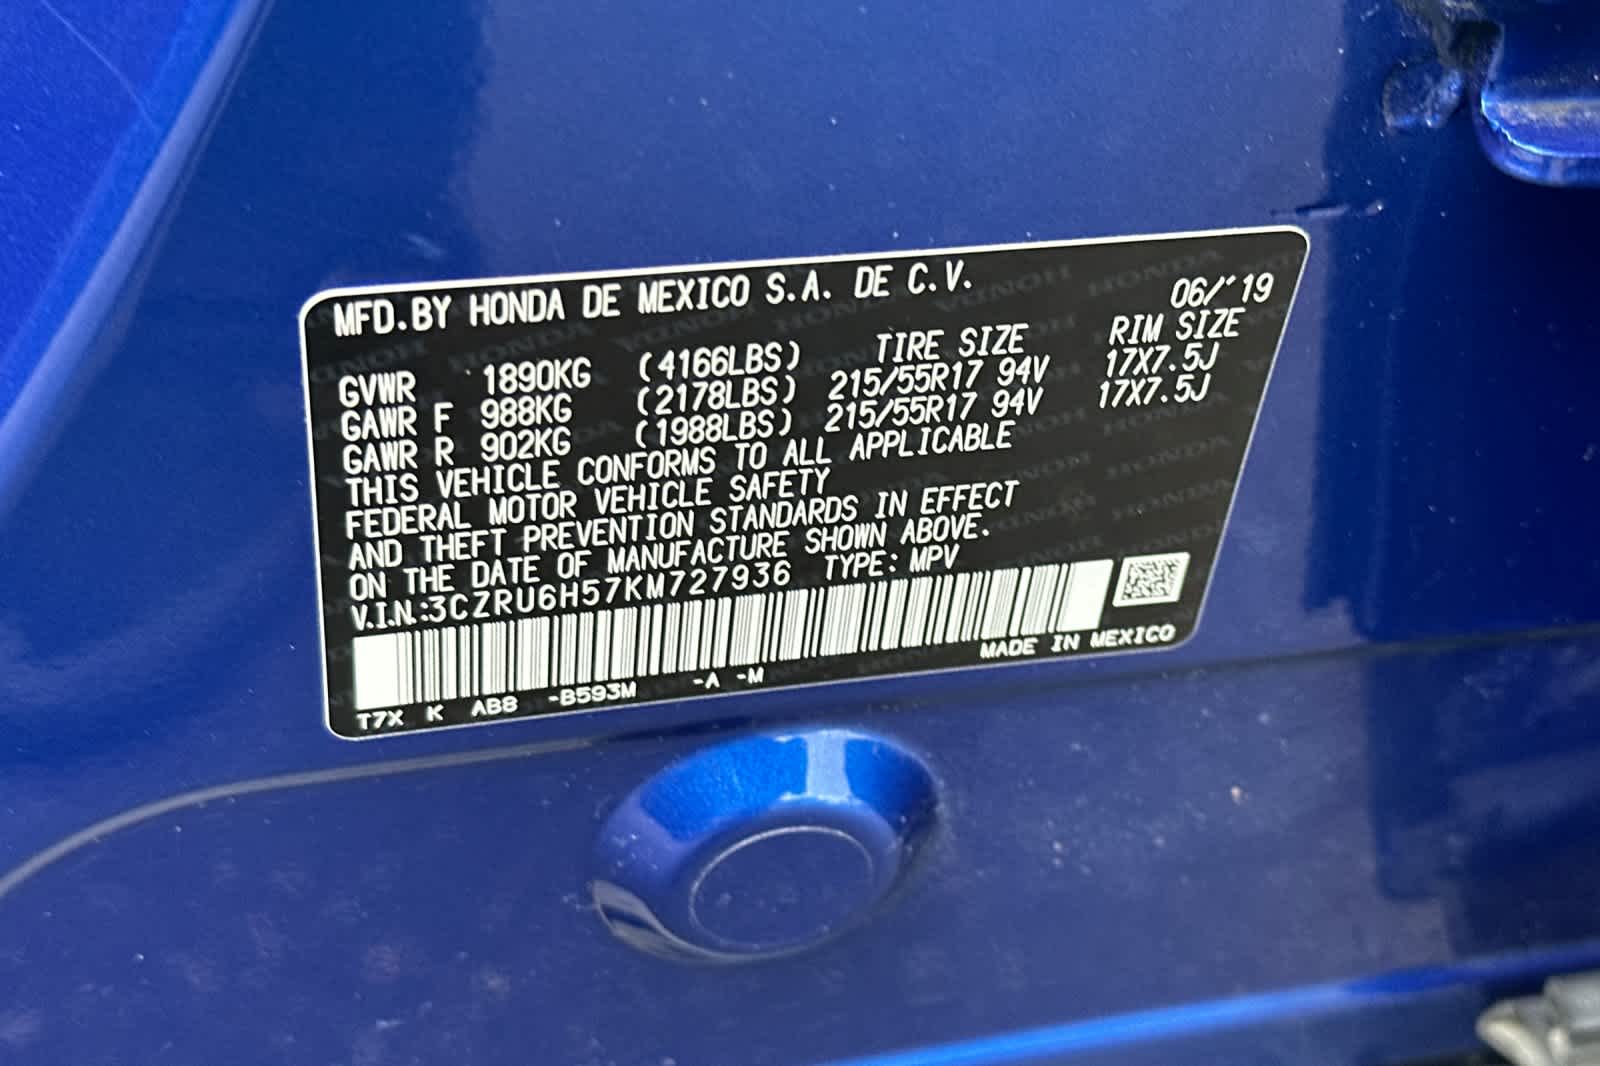 MFD.BY HONDA DE MEXICO S.A. DE C.V. 06/'19
TIRE SIZE RIM SIZE
GVWR 1890KG (4166LBS)
GAWR F 988KG (2178LBS) 215/55R17 94V 17X7.5J
GAWR R 902KG (1988LBS) 215/55R17 94V 17X7.5J
THIS VEHICLE CONFORMS TO ALL APPLICABLE
FEDERAL MOTOR VEHICLE SAFETY
AND THEFT PREVENTION STANDARDS IN EFFECT
ON THE DATE OF MANUFACTURE SHOWN ABOVE.
V.I.N.:3CZRU6H57KM727936 TYPE: MPV
MADE IN MEXICO
T7X K AB8 -B593M -A -M